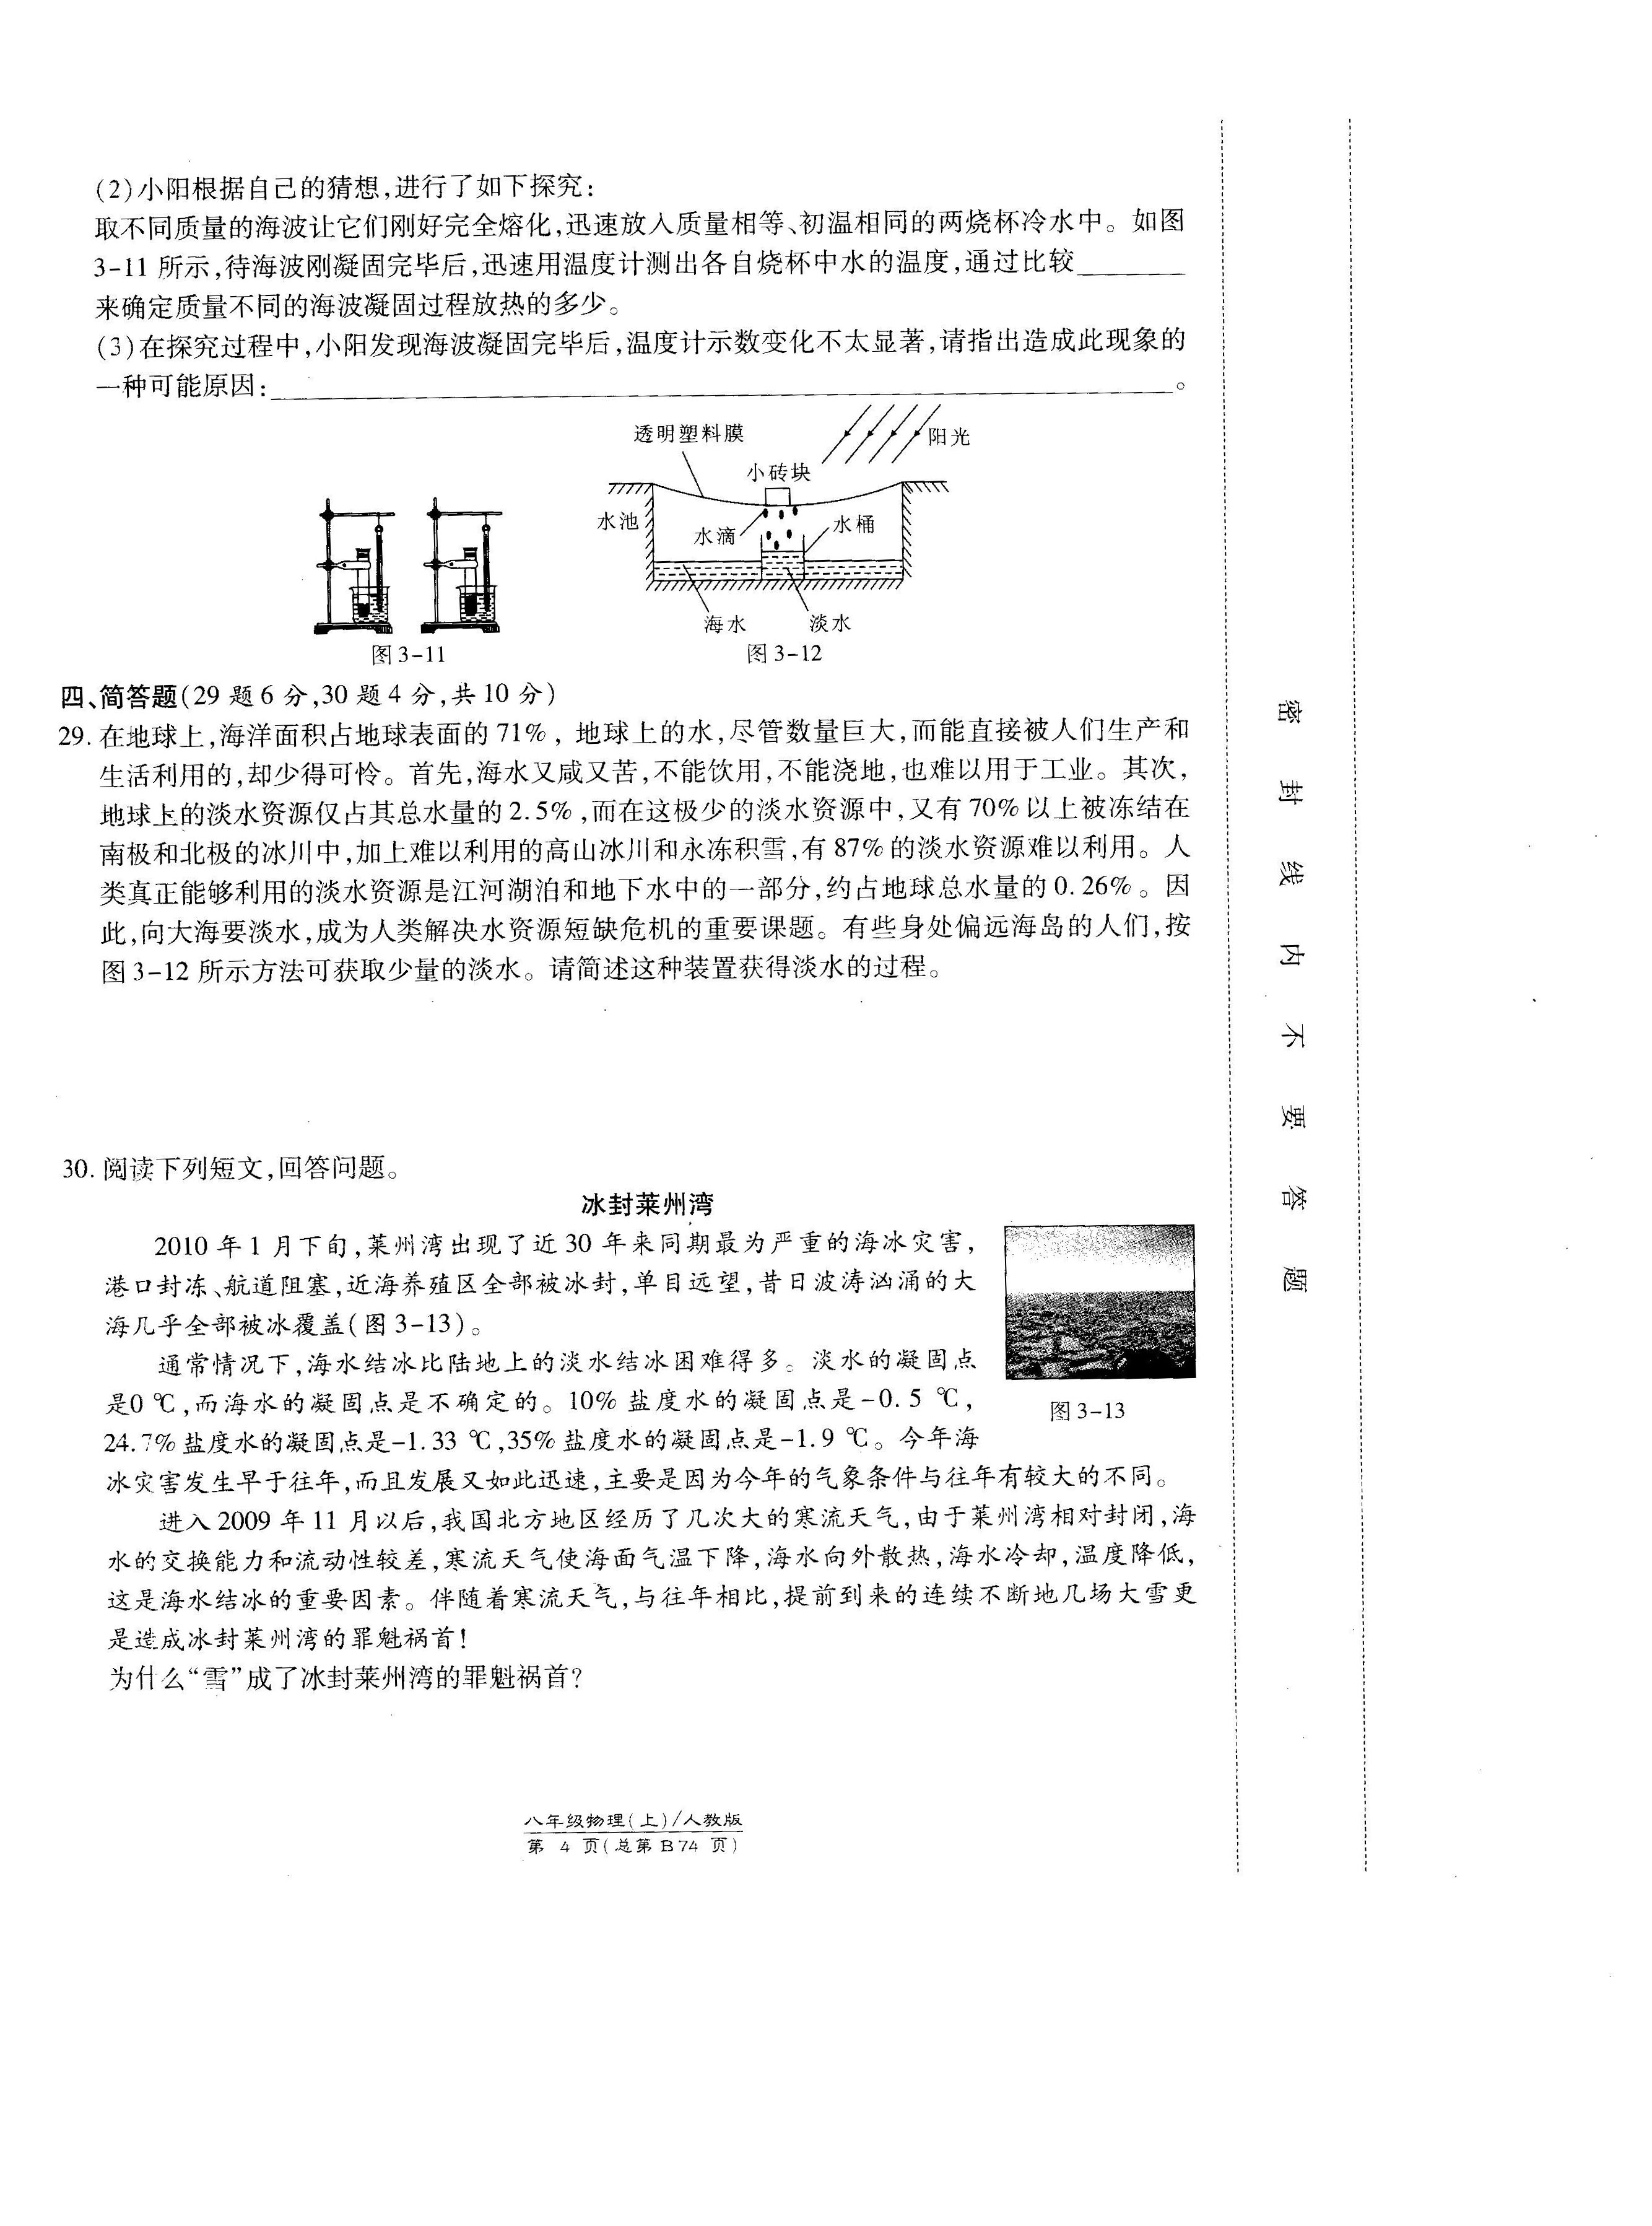 (2)小阳根据自己的猜想,进行了如下探究:
取不同质量的海波让它们刚好完全熔化,迅速放入质量相等、初温相同的两烧杯冷水中。如图
3-11 所示,待海波刚凝固完毕后,迅速用温度计测出各自烧杯中水的温度,通过比较________
来确定质量不同的海波凝固过程放热的多少。
(3)在探究过程中,小阳发现海波凝固完毕后,温度计示数变化不太显著,请指出造成此现象的
一种可能原因:________________。
透明塑料膜
阳光
小砖块
水池
水滴
水桶
海水
淡水
图 3-11
图 3-12
四、简答题(29 题 6 分,30 题 4 分,共 10 分)
29. 在地球上,海洋面积占地球表面的 71%, 地球上的水,尽管数量巨大,而能直接被人们生产和
生活利用的,却少得可怜。首先,海水又咸又苦,不能饮用,不能浇地,也难以用于工业。其次,
地球上的淡水资源仅占其总水量的 2.5%,而在这极少的淡水资源中,又有 70% 以上被冻结在
南极和北极的冰川中,加上难以利用的高山冰川和永冻积雪,有 87% 的淡水资源难以利用。人
类真正能够利用的淡水资源是江河湖泊和地下水中的一部分,约占地球总水量的 0.26%。因
此,向大海要淡水,成为人类解决水资源短缺危机的重要课题。有些身处偏远海岛的人们,按
图 3-12 所示方法可获取少量的淡水。请简述这种装置获得淡水的过程。
30. 阅读下列短文,回答问题。
冰封莱州湾
2010 年 1 月下旬,莱州湾出现了近 30 年来同期最为严重的海冰灾害,
港口封冻、航道阻塞,近海养殖区全部被冰封,单目远望,昔日波涛汹涌的大
海几乎全部被冰覆盖(图 3-13)。
通常情况下,海水结冰比陆地上的淡水结冰困难得多。淡水的凝固点
是0 ℃,而海水的凝固点是不确定的。10% 盐度水的凝固点是-0.5 ℃,
24.7% 盐度水的凝固点是-1.33 ℃,35% 盐度水的凝固点是-1.9 ℃。今年海
冰灾害发生早于往年,而且发展又如此迅速,主要是因为今年的气象条件与往年有较大的不同。
图 3-13
进入 2009 年 11 月以后,我国北方地区经历了几次大的寒流天气,由于莱州湾相对封闭,海
水的交换能力和流动性较差,寒流天气使海面气温下降,海水向外散热,海水冷却,温度降低,
这是海水结冰的重要因素。伴随着寒流天气,与往年相比,提前到来的连续不断地几场大雪更
是造成冰封莱州湾的罪魁祸首!
为什么“雪”成了冰封莱州湾的罪魁祸首?
八年级物理(上)/人教版
第 4 页(总第 B74 页)
密封线内不要答题